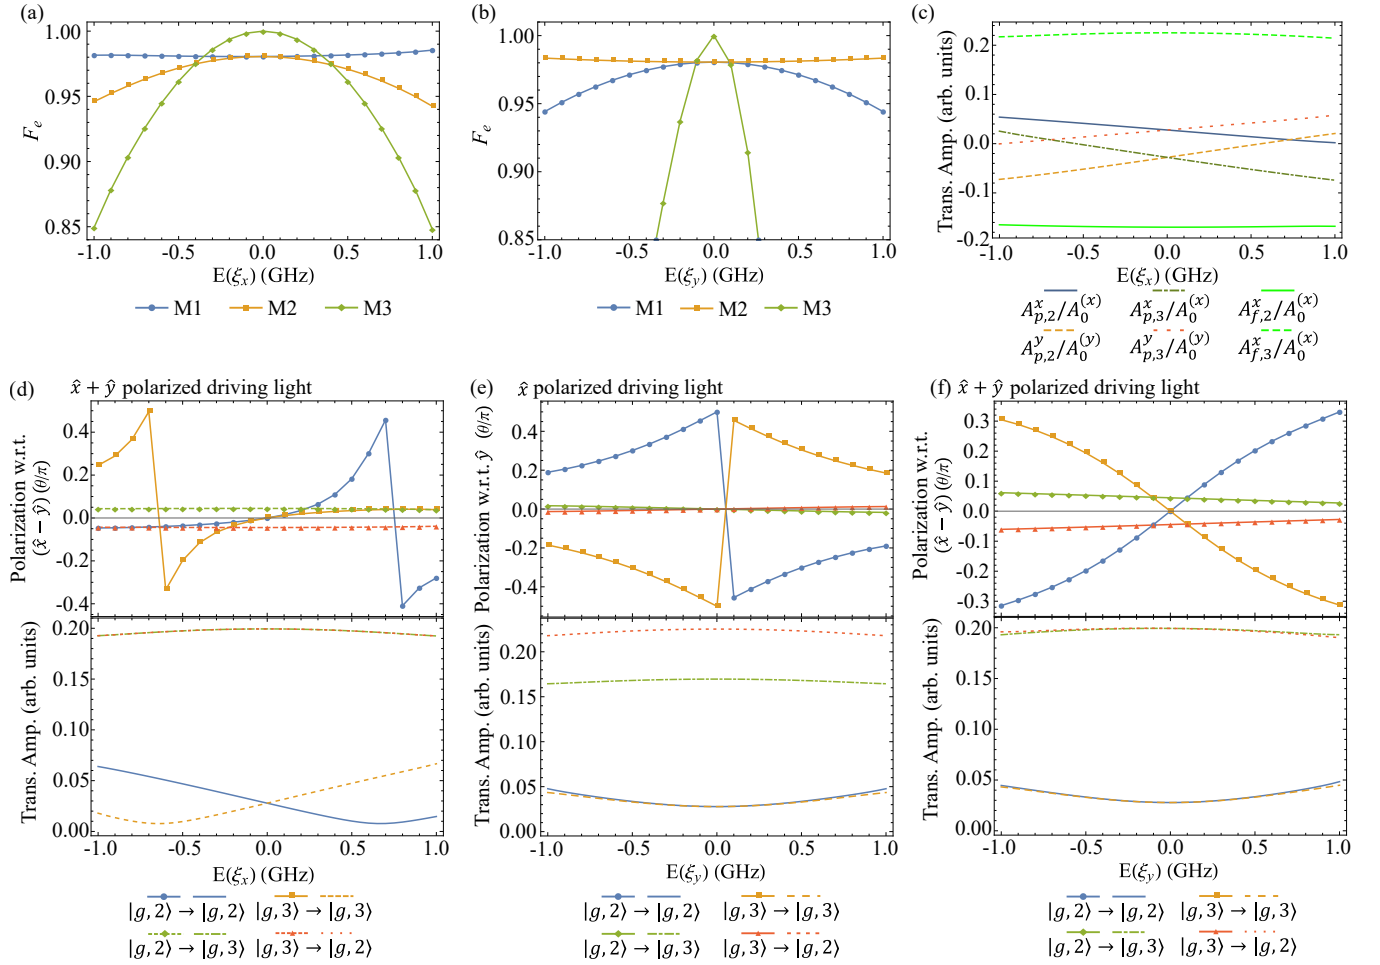 (a)
1.00
0.95
0.90
0.85
F_e
-1.0 -0.5 0.0 0.5 1.0
E(ξ_x) (GHz)
M1 M2 M3
(b)
1.00
0.95
0.90
0.85
F_e
-1.0 -0.5 0.0 0.5 1.0
E(ξ_y) (GHz)
M1 M2 M3
(c)
0.2
0.1
0.0
-0.1
-0.2
Trans. Amp. (arb. units)
-1.0 -0.5 0.0 0.5 1.0
E(ξ_x) (GHz)
A^x_{p,2}/A_0^{(x)} A^x_{p,3}/A_0^{(x)} A^x_{f,2}/A_0^{(x)}
A^y_{p,2}/A_0^{(y)} A^y_{p,3}/A_0^{(y)} A^x_{f,3}/A_0^{(x)}
(d) x̂ + ŷ polarized driving light
0.4
0.2
0.0
-0.2
-0.4
Polarization w.r.t.
(x̂ − ŷ) (θ/π)
0.20
0.15
0.10
0.05
0.00
Trans. Amp. (arb. units)
-1.0 -0.5 0.0 0.5 1.0
E(ξ_x) (GHz)
|g, 2⟩ → |g, 2⟩ |g, 3⟩ → |g, 3⟩
|g, 2⟩ → |g, 3⟩ |g, 3⟩ → |g, 2⟩
(e) x̂ polarized driving light
0.4
0.2
0.0
-0.2
-0.4
Polarization w.r.t. ŷ (θ/π)
0.20
0.15
0.10
0.05
0.00
Trans. Amp. (arb. units)
-1.0 -0.5 0.0 0.5 1.0
E(ξ_y) (GHz)
|g, 2⟩ → |g, 2⟩ |g, 3⟩ → |g, 3⟩
|g, 2⟩ → |g, 3⟩ |g, 3⟩ → |g, 2⟩
(f) x̂ + ŷ polarized driving light
0.3
0.2
0.1
0.0
-0.1
-0.2
-0.3
Polarization w.r.t.
(x̂ − ŷ) (θ/π)
0.20
0.15
0.10
0.05
0.00
Trans. Amp. (arb. units)
-1.0 -0.5 0.0 0.5 1.0
E(ξ_y) (GHz)
|g, 2⟩ → |g, 2⟩ |g, 3⟩ → |g, 3⟩
|g, 2⟩ → |g, 3⟩ |g, 3⟩ → |g, 2⟩